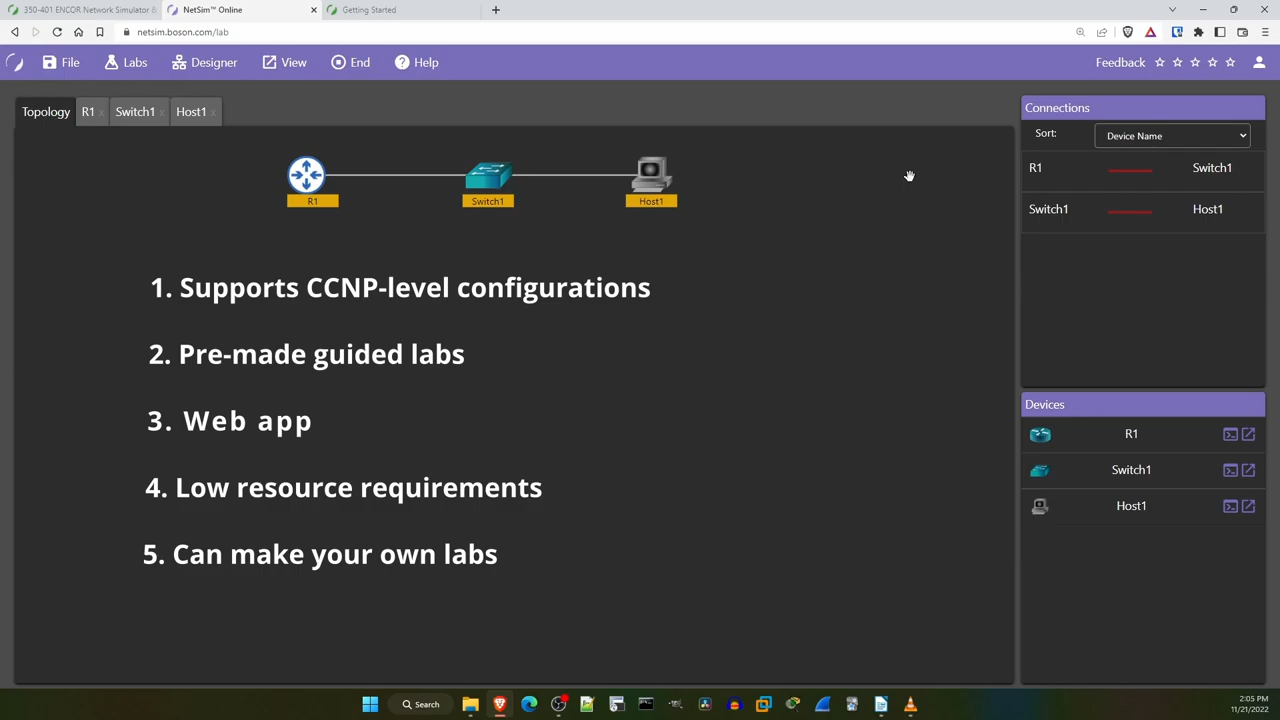 350-401 ENCOR Network Simulator &
NetSim™ Online
Getting Started
netsim.boson.com/lab
File
Labs
Designer
View
End
Help
Feedback
Topology
R1 x
Switch1 x
Host1 x
R1
Switch1
Host1
1. Supports CCNP-level configurations
2. Pre-made guided labs
3. Web app
4. Low resource requirements
5. Can make your own labs
Connections
Sort:
Device Name
R1
Switch1
Switch1
Host1
Devices
R1
Switch1
Host1
Search
2:05 PM
11/21/2022